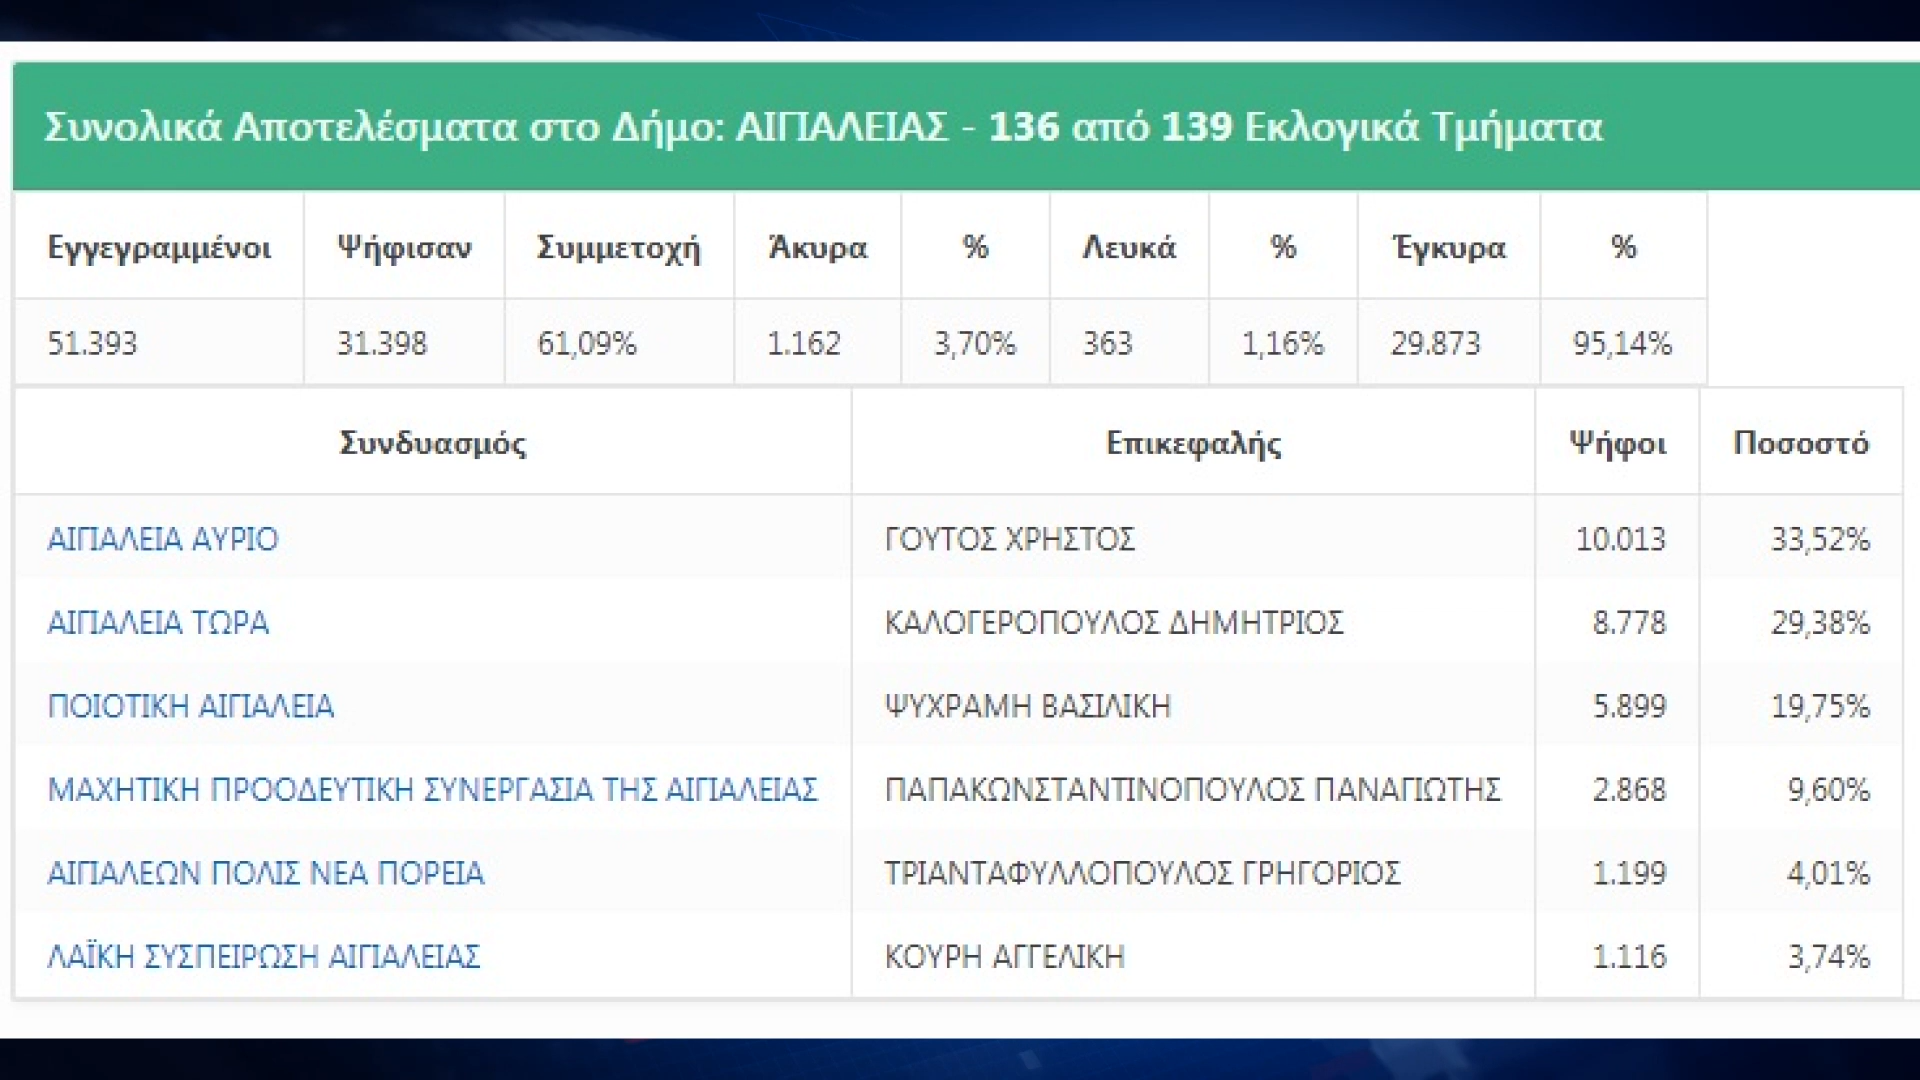 Συνολικά Αποτελέσματα στο Δήμο: ΑΙΓΙΑΛΕΙΑΣ - 136 από 139 Εκλογικά Τμήματα
Εγγεγραμμένοι Ψήφισαν Συμμετοχή Άκυρα % Λευκά % Έγκυρα %
51.393 31.398 61,09% 1.162 3,70% 363 1,16% 29.873 95,14%
Συνδυασμός Επικεφαλής Ψήφοι Ποσοστό
ΑΙΓΙΑΛΕΙΑ ΑΥΡΙΟ ΓΟΥΤΟΣ ΧΡΗΣΤΟΣ 10.013 33,52%
ΑΙΓΙΑΛΕΙΑ ΤΩΡΑ ΚΑΛΟΓΕΡΟΠΟΥΛΟΣ ΔΗΜΗΤΡΙΟΣ 8.778 29,38%
ΠΟΙΟΤΙΚΗ ΑΙΓΙΑΛΕΙΑ ΨΥΧΡΑΜΗ ΒΑΣΙΛΙΚΗ 5.899 19,75%
ΜΑΧΗΤΙΚΗ ΠΡΟΟΔΕΥΤΙΚΗ ΣΥΝΕΡΓΑΣΙΑ ΤΗΣ ΑΙΓΙΑΛΕΙΑΣ ΠΑΠΑΚΩΝΣΤΑΝΤΙΝΟΠΟΥΛΟΣ ΠΑΝΑΓΙΩΤΗΣ 2.868 9,60%
ΑΙΓΙΑΛΕΩΝ ΠΟΛΙΣ ΝΕΑ ΠΟΡΕΙΑ ΤΡΙΑΝΤΑΦΥΛΛΟΠΟΥΛΟΣ ΓΡΗΓΟΡΙΟΣ 1.199 4,01%
ΛΑΪΚΗ ΣΥΣΠΕΙΡΩΣΗ ΑΙΓΙΑΛΕΙΑΣ ΚΟΥΡΗ ΑΓΓΕΛΙΚΗ 1.116 3,74%